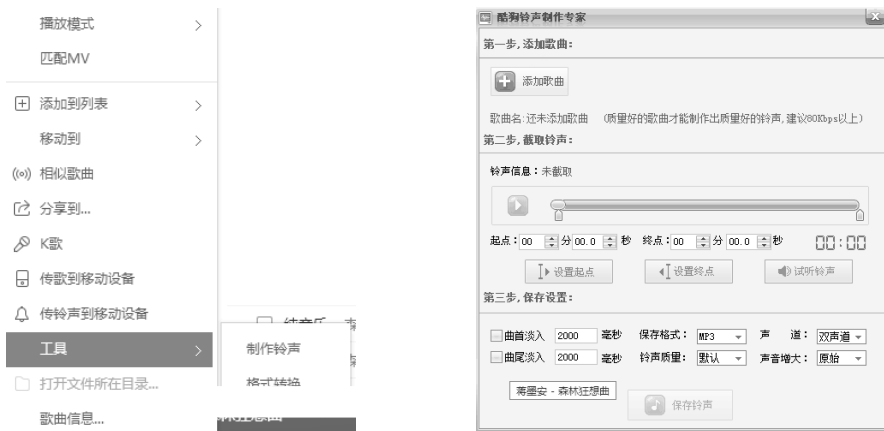 播放模式
匹配MV
添加到列表
移动到
相似歌曲
分享到...
K歌
传歌到移动设备
传铃声到移动设备
工具
打开文件所在目录...
歌曲信息...
纯音乐
制作铃声
格式转换
酷狗铃声制作专家
第一步,添加歌曲:
添加歌曲
歌曲名:还未添加歌曲 (质量好的歌曲才能制作出质量好的铃声,建议80Kbps以上)
第二步,截取铃声:
铃声信息:未截取
起点:00 分 00.0 秒 终点:00 分 00.0 秒 00:00
设置起点 设置终点 试听铃声
第三步,保存设置:
曲首淡入 2000 毫秒 保存格式: MP3 声 道: 双声道
曲尾淡入 2000 毫秒 铃声质量: 默认 声音增大: 原始
蒋墨安 - 森林狂想曲
保存铃声